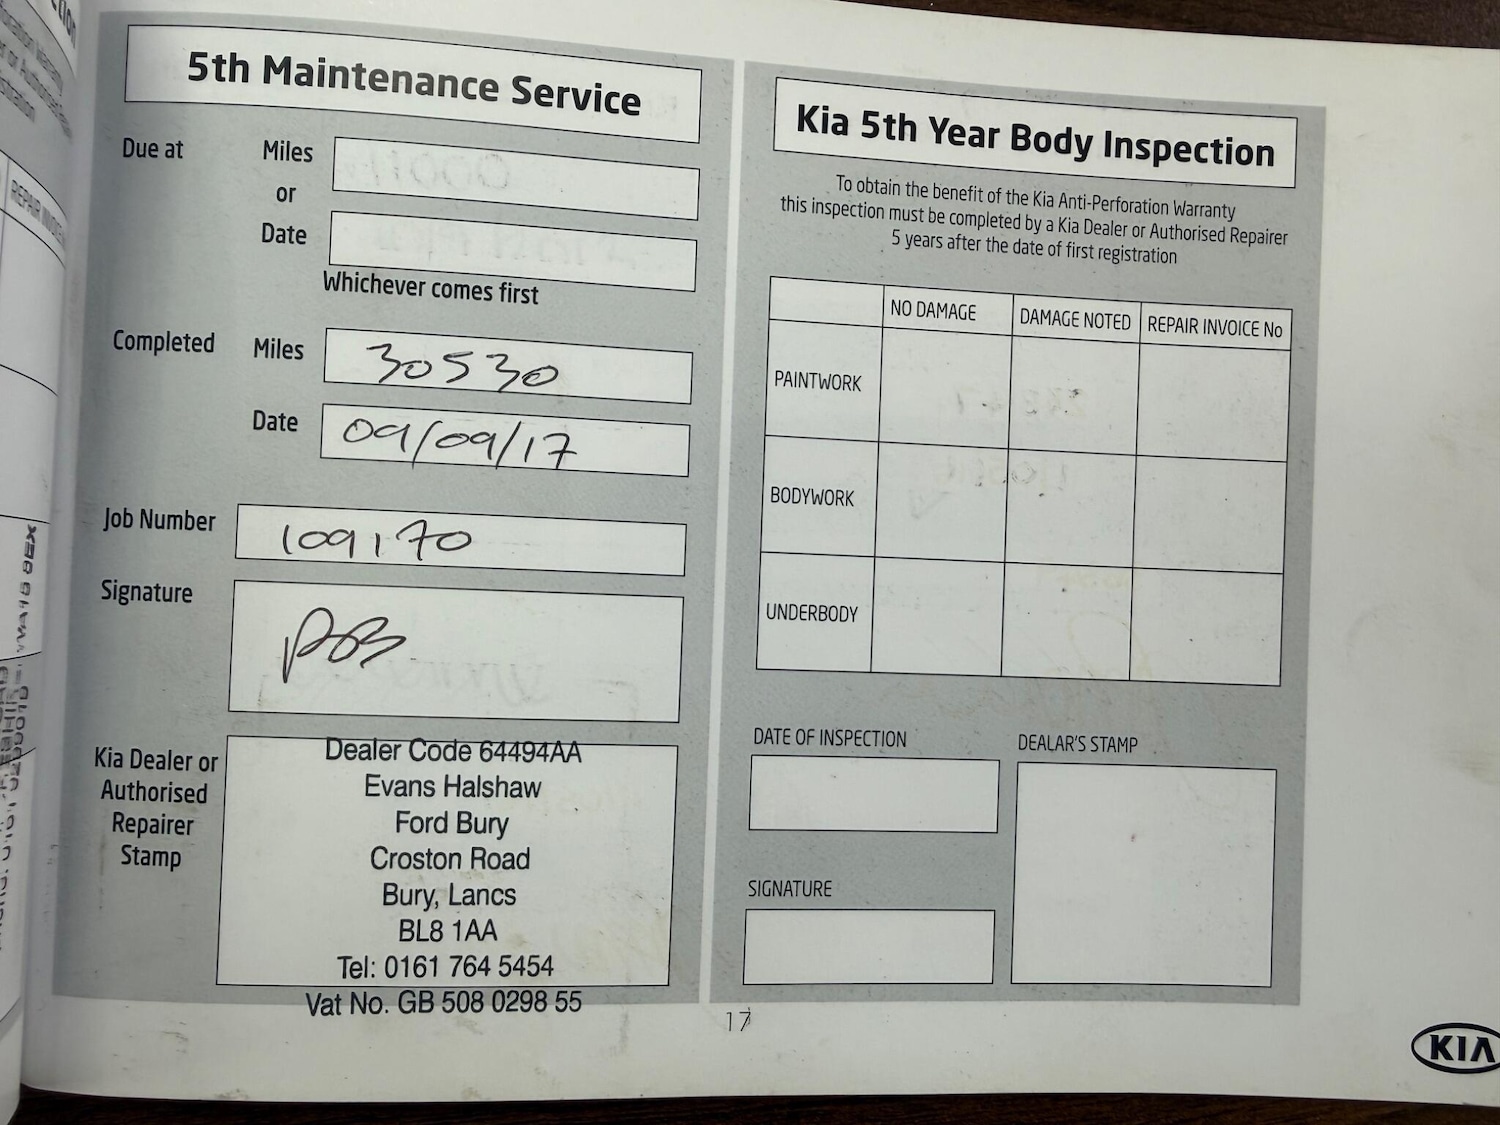 5th Maintenance Service
Due at
Miles
or
Date
Whichever comes first
Completed
Miles
30530
Date
09/09/17
Job Number
109170
Signature
Kia Dealer or
Authorised
Repairer
Stamp
Dealer Code 64494AA
Evans Halshaw
Ford Bury
Croston Road
Bury, Lancs
BL8 1AA
Tel: 0161 764 5454
Vat No. GB 508 0298 55
Kia 5th Year Body Inspection
To obtain the benefit of the Kia Anti-Perforation Warranty
this inspection must be completed by a Kia Dealer or Authorised Repairer
5 years after the date of first registration
NO DAMAGE
DAMAGE NOTED
REPAIR INVOICE No
PAINTWORK
BODYWORK
UNDERBODY
DATE OF INSPECTION
DEALAR'S STAMP
SIGNATURE
17
KIA